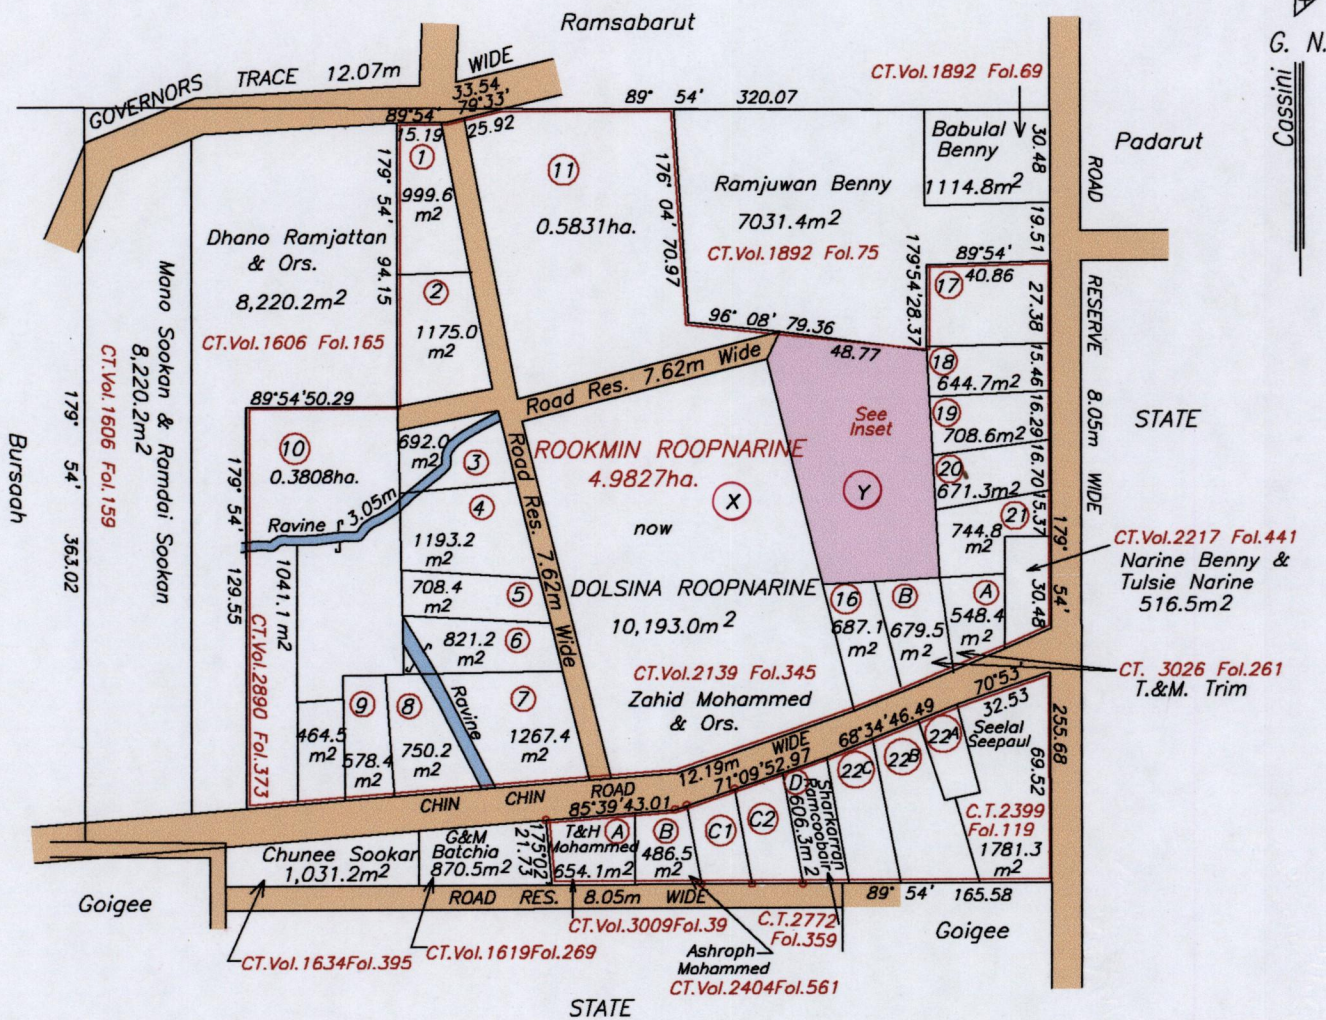 Ramsabarut
G. N.
Cassini
GOVERNORS TRACE 12.07m WIDE
33.54
79°33'
89°54'
15.19
25.92
89° 54' 320.07
CT.Vol.1892 Fol.69
Babulal
Benny
1114.8m2
30.48
Padarut
ROAD RESERVE 8.05m WIDE
19.51
1
999.6
m2
179° 54' 94.15
11
0.5831ha.
176° 04' 70.97
Ramjuwan Benny
7031.4m2
CT.Vol.1892 Fol.75
179°54'28.37
89°54'
40.86
17
27.38
Dhano Ramjattan
& Ors.
8,220.2m2
CT.Vol.1606 Fol.165
2
1175.0
m2
96° 08' 79.36
48.77
18
644.7m2
15.46
19
708.6m2
16.29
20
671.3m2
16.70
21
744.8
m2
15.37
STATE
Mano Sookan & Ramdai Sookan
8,220.2m2
CT.Vol.1606 Fol.159
179° 54' 363.02
Bursaah
89°54'50.29
10
0.3808ha.
179° 54' 129.55
Ravine
3.05m
Road Res. 7.62m Wide
692.0
m2
3
ROOKMIN ROOPNARINE
4.9827ha.
X
now
See
Inset
Y
Road Res. 7.62m Wide
4
1193.2
m2
708.4
m2
5
DOLSINA ROOPNARINE
10,193.0m2
CT.Vol.2139 Fol.345
Zahid Mohammed
& Ors.
179° 54'
255.68
CT.Vol.2217 Fol.441
Narine Benny &
Tulsie Narine
516.5m2
30.48
16
687.1
m2
B
679.5
m2
A
548.4
m2
CT. 3026 Fol.261
T.&M. Trim
1041.1 m2
CT.Vol.2890 Fol.373
821.2
m2
6
Ravine
7
1267.4
m2
9
8
464.5
m2
578.4
m2
750.2
m2
70°53'
32.53
Seelal
Seepaul
69.52
CHIN CHIN ROAD 12.19m WIDE
85°39'43.01
71°09'52.97
68°34'46.49
22A
22B
22C
D
Sharkarran
Ramcoobair
606.3m2
C.T.2399
Fol.119
1781.3
m2
Chunee Sookar
1,031.2m2
G&M
Batchia
870.5m2
175°02'
21.73
T&H
Mohammed
A
654.1m2
B
486.5
m2
C1
C2
Goigee
ROAD RES. 8.05m WIDE
89° 54' 165.58
Goigee
CT.Vol.1634Fol.395
CT.Vol.1619Fol.269
CT.Vol.3009Fol.39
C.T.2772
Fol.359
Ashroph
Mohammed
CT.Vol.2404Fol.561
STATE